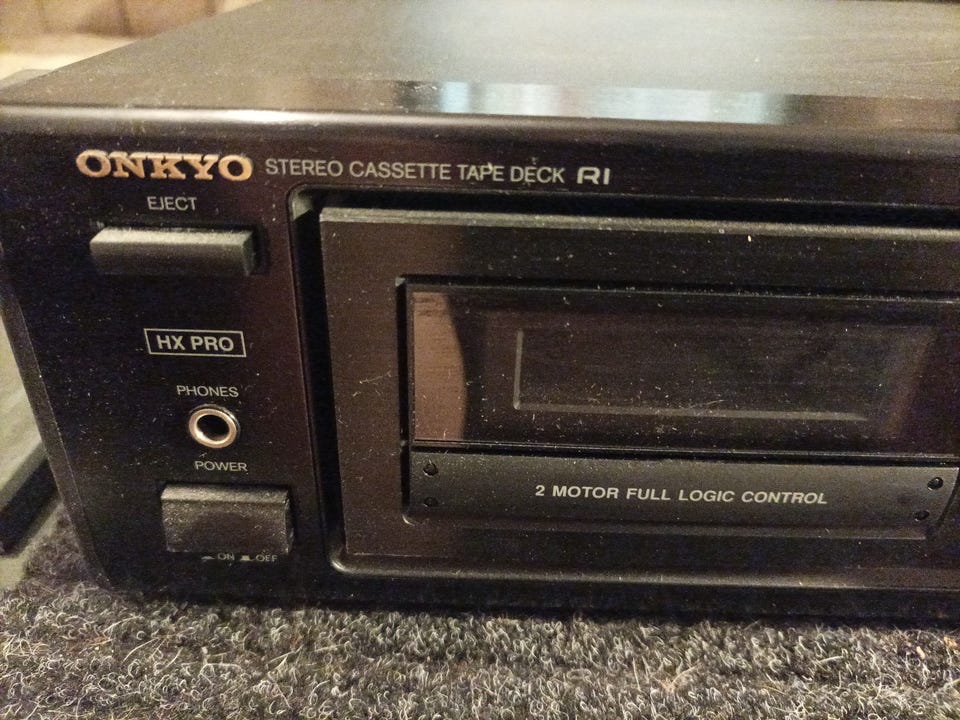 ONKYO STEREO CASSETTE TAPE DECK RI
EJECT
HX PRO
PHONES
POWER
ON OFF
2 MOTOR FULL LOGIC CONTROL